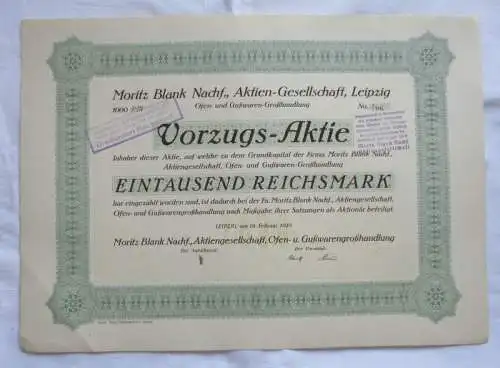 Moritz Blank Nachf., Aktien-Gesellschaft, Leipzig
Ofen- und Gußwaren-Großhandlung
1000 RM
No.
Vorzugs-Aktie
Inhaber dieser Aktie, auf welche zu dem Grundkapital der Firma Moritz Blank Nachf.,
Aktiengesellschaft, Ofen- und Gußwaren-Großhandlung
EINTAUSEND REICHSMARK
bar eingezahlt worden sind, ist dadurch bei der Fa. Moritz Blank Nachf., Aktiengesellschaft,
Ofen- und Gußwarengroßhandlung nach Maßgabe ihrer Satzungen als Aktionär beteiligt.
LEIPZIG, am Februar
Moritz Blank Nachf., Aktiengesellschaft, Ofen- u. Gußwarengroßhandlung
Der Aufsichtsrat: Der Vorstand: